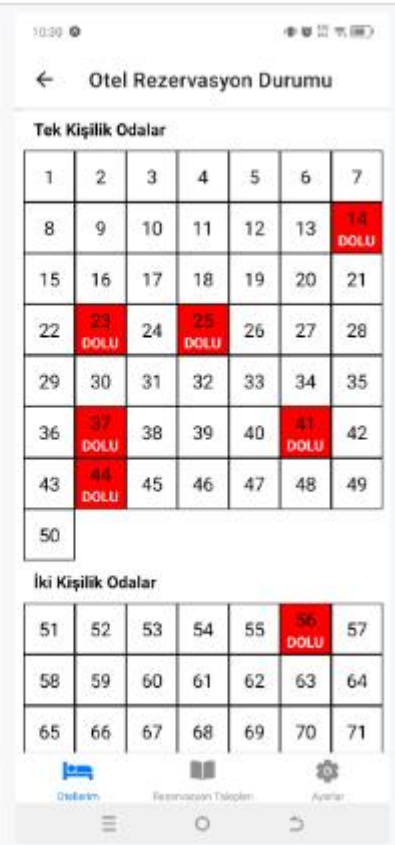 10:30
Otel Rezervasyon Durumu
Tek Kişilik Odalar
1 2 3 4 5 6 7
8 9 10 11 12 13 14 DOLU
15 16 17 18 19 20 21
22 23 DOLU 24 25 DOLU 26 27 28
29 30 31 32 33 34 35
36 37 DOLU 38 39 40 41 DOLU 42
43 44 DOLU 45 46 47 48 49
50
İki Kişilik Odalar
51 52 53 54 55 56 DOLU 57
58 59 60 61 62 63 64
65 66 67 68 69 70 71
Otellerim Rezervasyon Talepleri Ayarlar